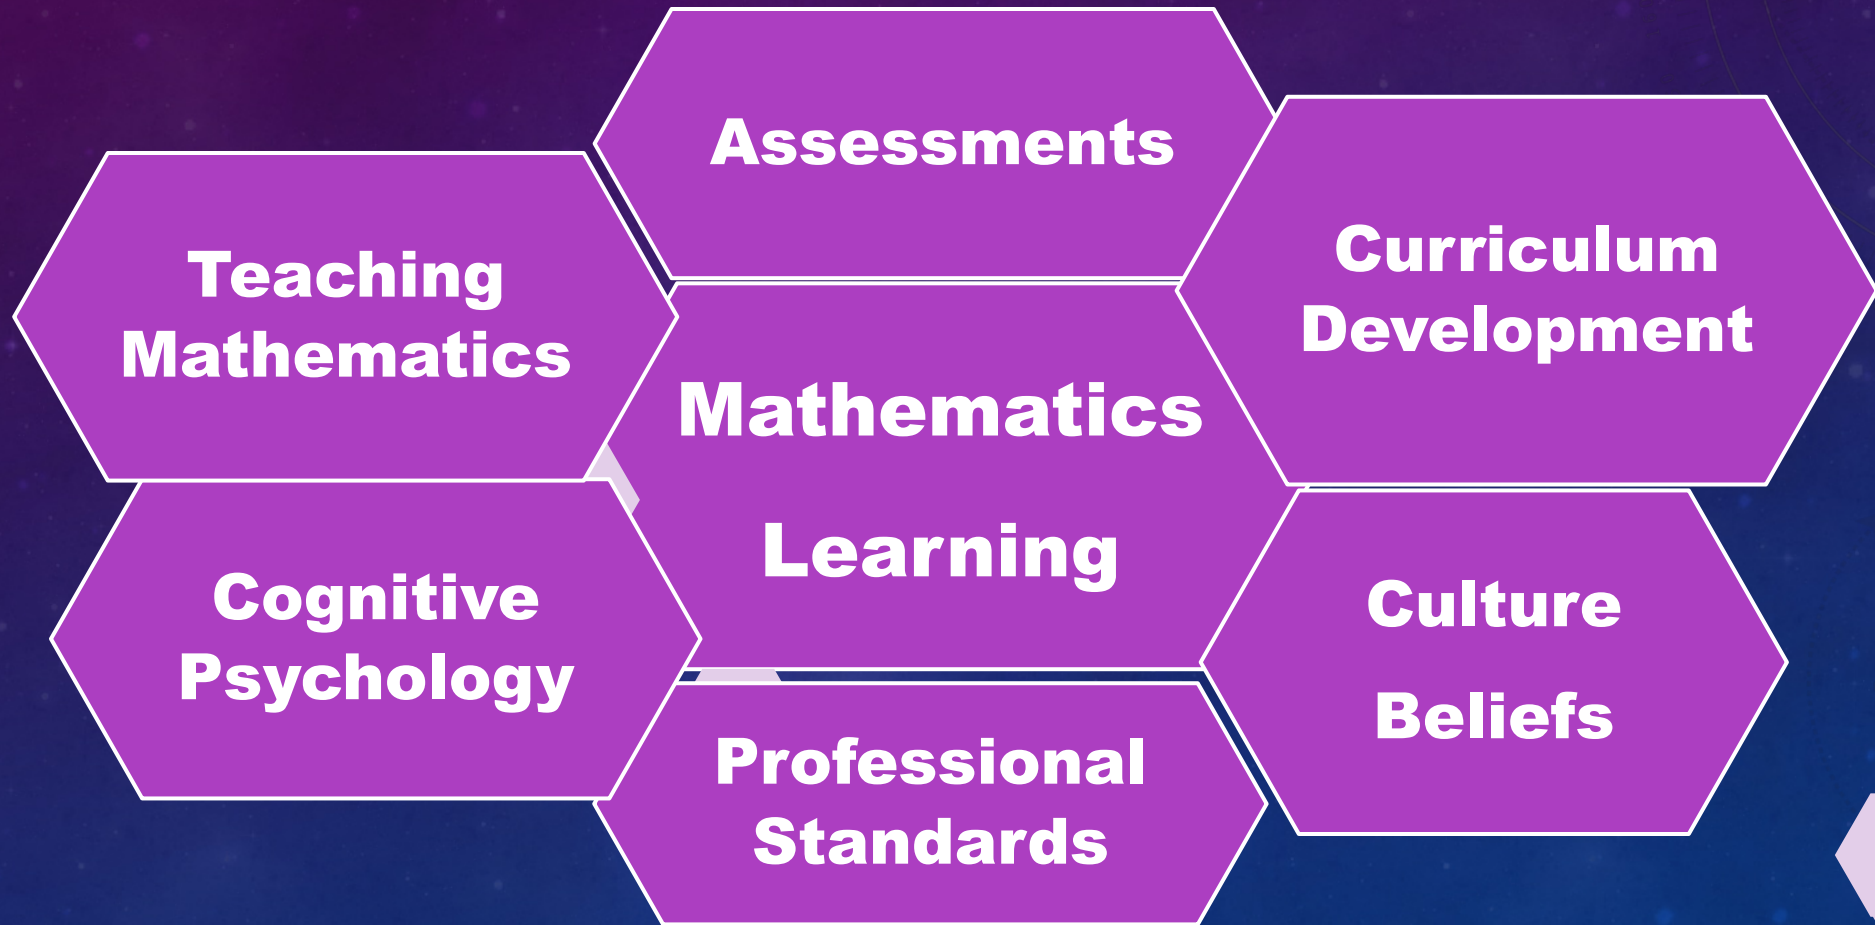 Assessments
Teaching
Mathematics
Curriculum
Development
Mathematics
Learning
Cognitive
Psychology
Culture
Beliefs
Professional
Standards